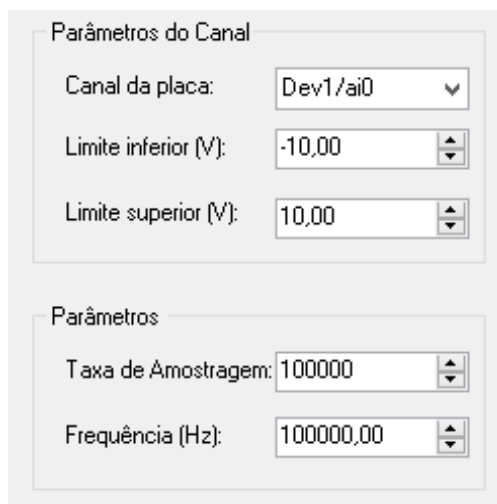 Parâmetros do Canal
Canal da placa: Dev1/ai0
Limite inferior (V): -10,00
Limite superior (V): 10,00
Parâmetros
Taxa de Amostragem: 100000
Frequência (Hz): 100000,00